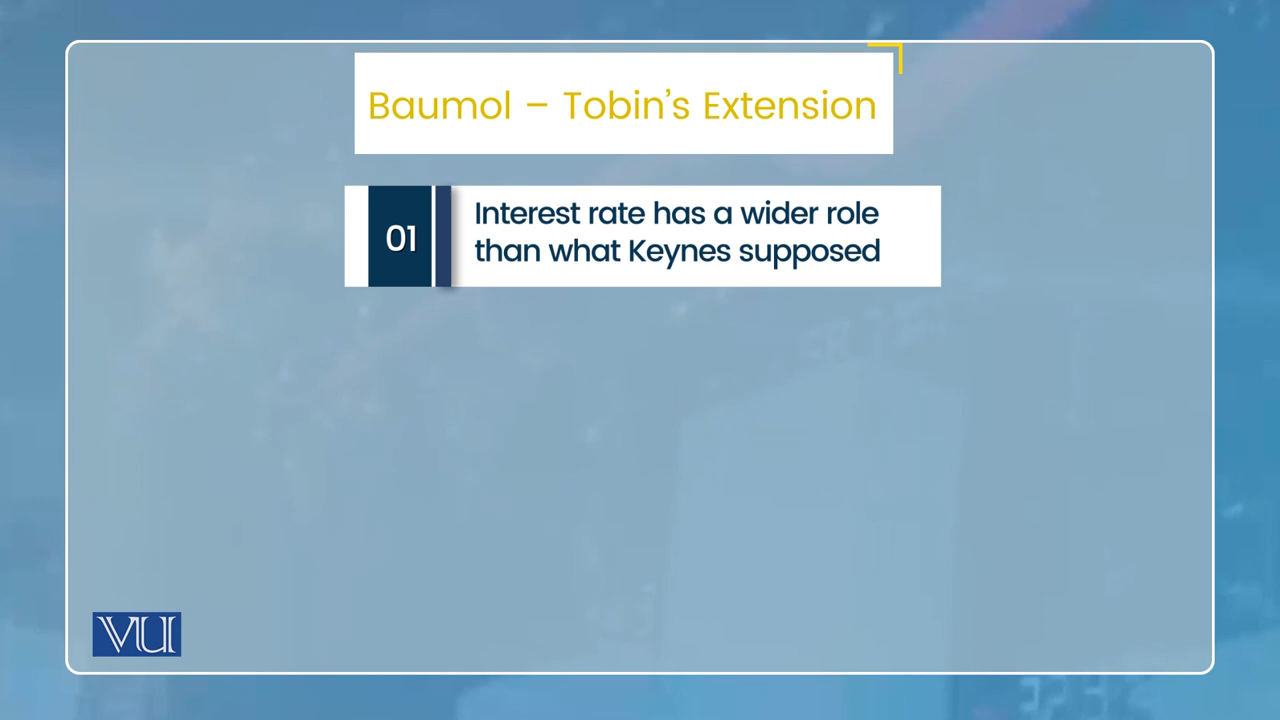 Baumol – Tobin's Extension
01
Interest rate has a wider role
than what Keynes supposed
VU